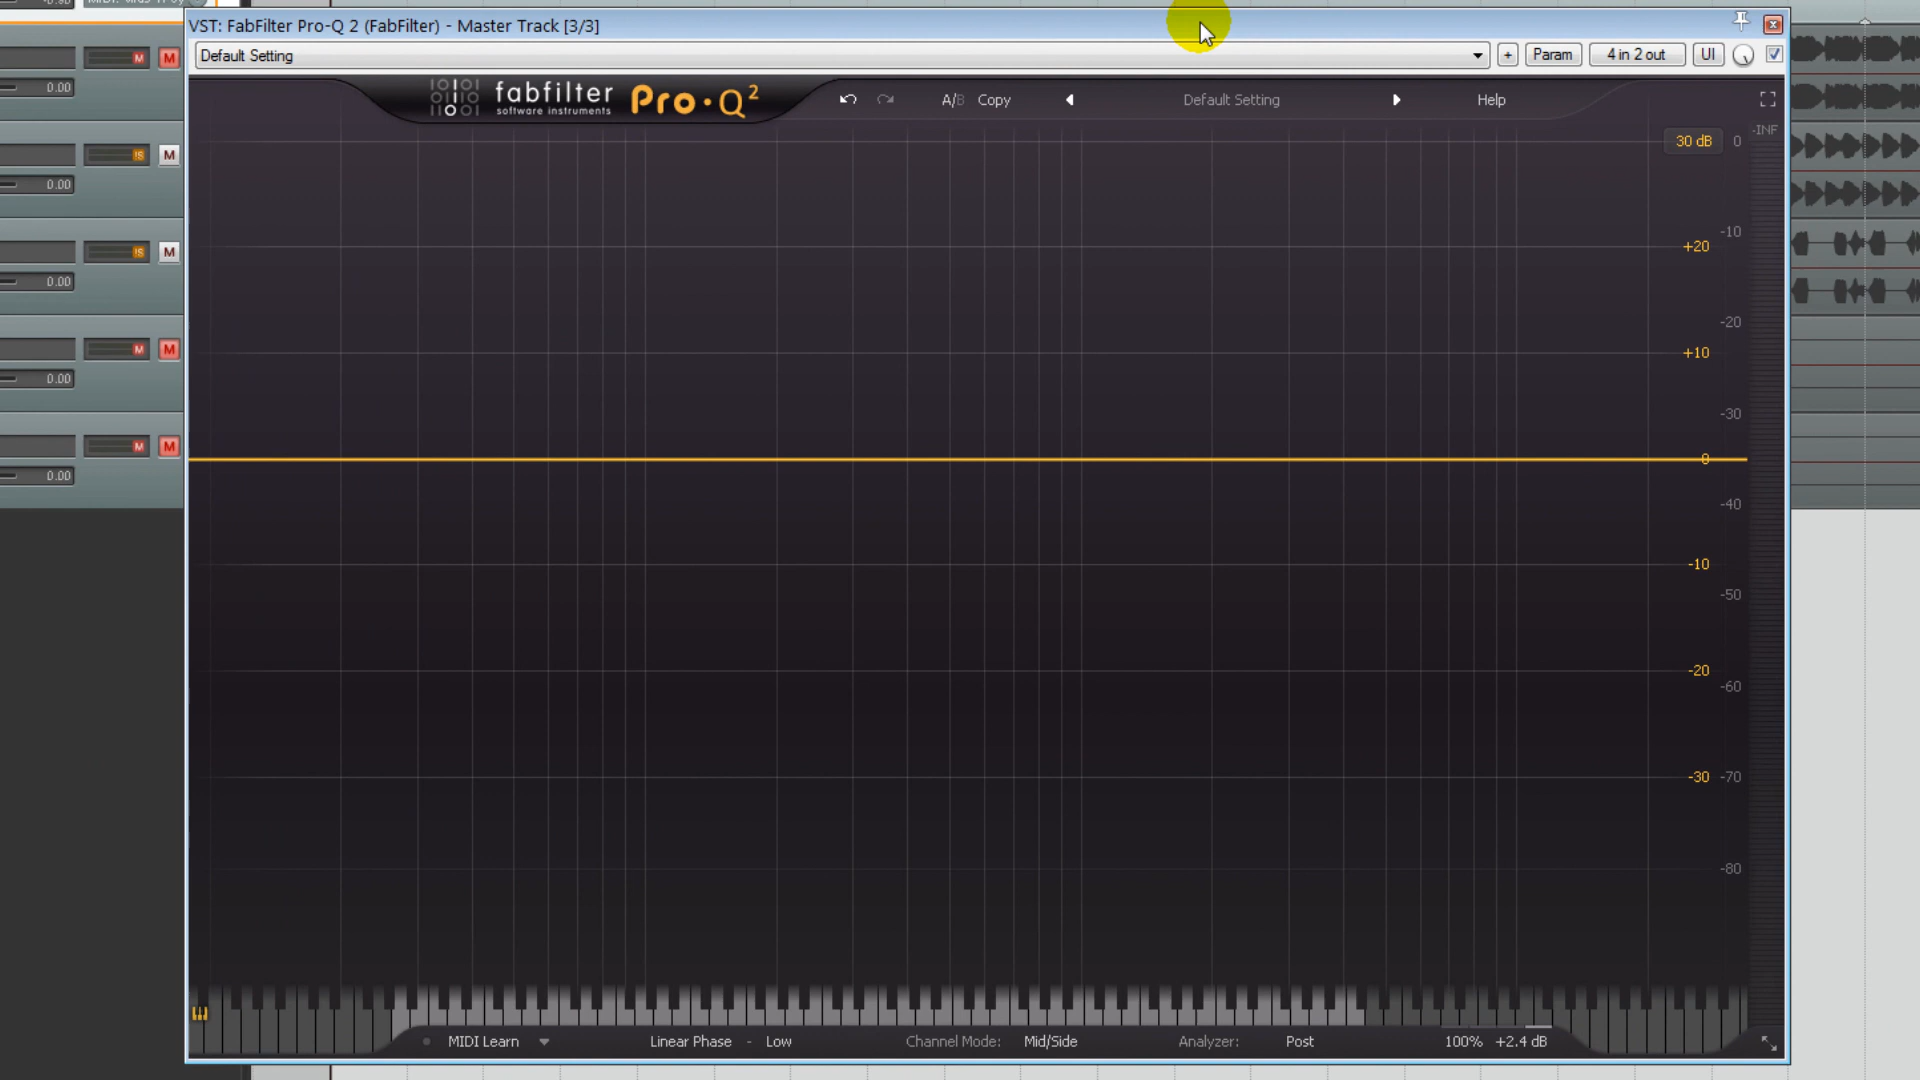 VST: FabFilter Pro-Q 2 (FabFilter) - Master Track [3/3]
Default Setting
+
Param
4 in 2 out
UI
fabfilter
software instruments
Pro·Q²
A/B Copy
Default Setting
Help
-INF
30 dB 0
-10
+20
-20
+10
-30
0
-40
-10
-50
-20
-60
-30 -70
-80
MIDI Learn
Linear Phase - Low
Channel Mode: Mid/Side
Analyzer: Post
100% +2.4 dB
M M
0.00
M
0.00
M
0.00
M M
0.00
M M
0.00